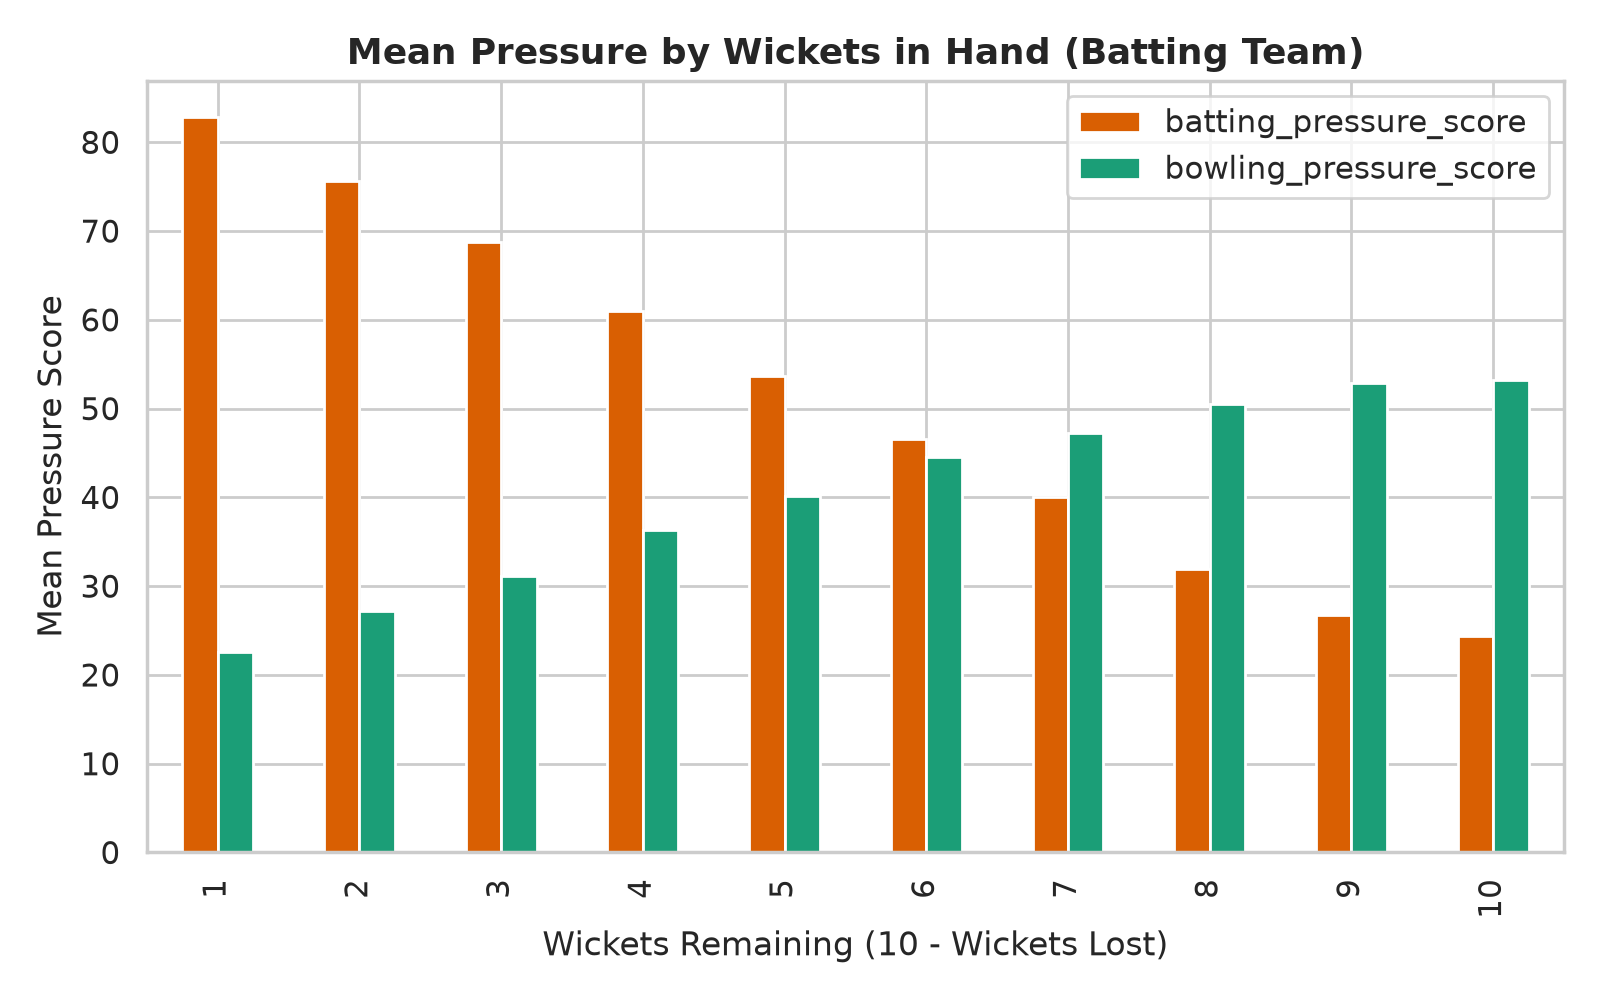 Mean Pressure by Wickets in Hand (Batting Team)
batting_pressure_score
bowling_pressure_score
Mean Pressure Score
80
70
60
50
40
30
20
10
0
1 2 3 4 5 6 7 8 9 10
Wickets Remaining (10 - Wickets Lost)